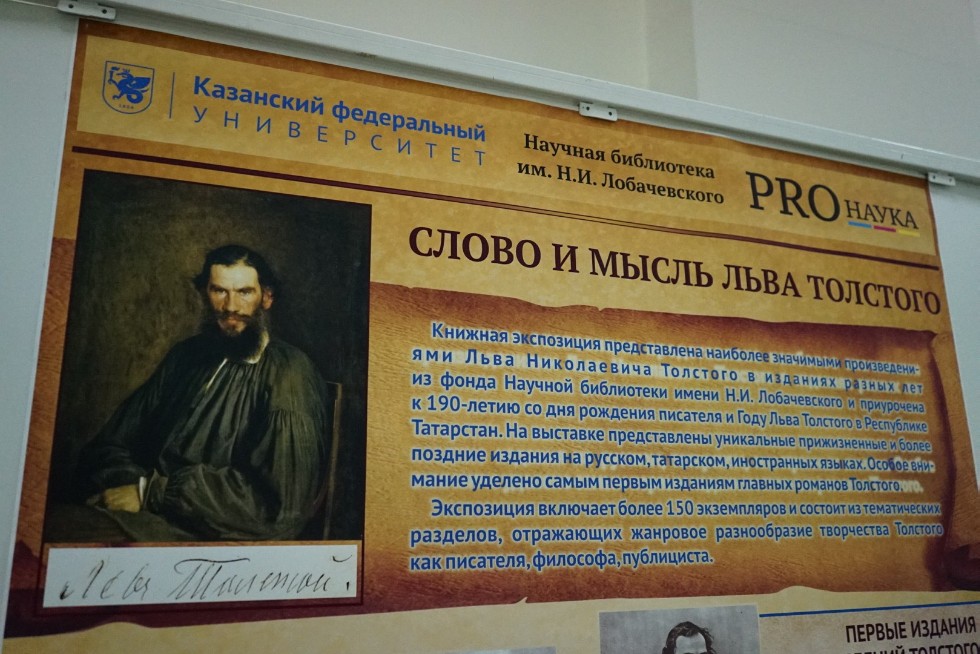 Казанский федеральный
УНИВЕРСИТЕТ
Научная библиотека
им. Н.И. Лобачевского
PRO НАУКА
СЛОВО И МЫСЛЬ ЛЬВА ТОЛСТОГО
Книжная экспозиция представлена наиболее значимыми произведени-
ями Льва Николаевича Толстого в изданиях разных лет
из фонда Научной библиотеки имени Н.И. Лобачевского и приурочена
к 190-летию со дня рождения писателя и Году Льва Толстого в Республике
Татарстан. На выставке представлены уникальные прижизненные и более
поздние издания на русском, татарском, иностранных языках. Особое вни-
мание уделено самым первым изданиям главных романов Толстого.
Экспозиция включает более 150 экземпляров и состоит из тематических
разделов, отражающих жанровое разнообразие творчества Толстого
как писателя, философа, публициста.
Левъ Толстой.
ПЕРВЫЕ ИЗДАНИЯ
ТОЛСТОГО